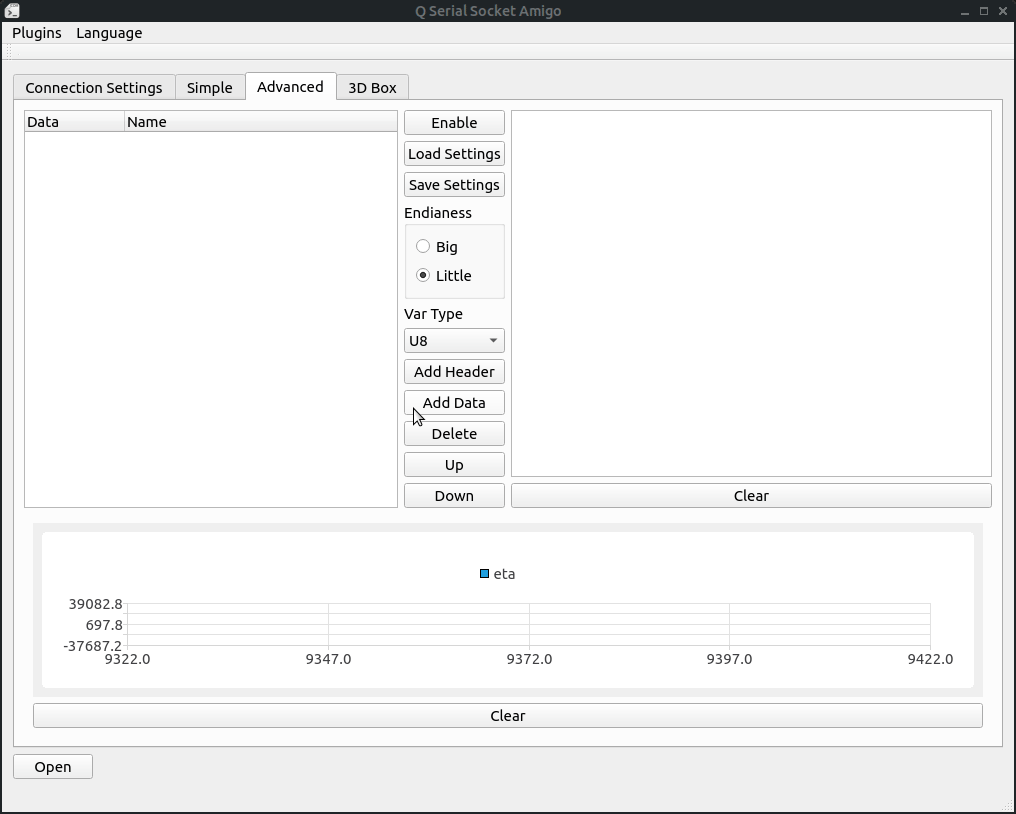 Q Serial Socket Amigo
Plugins Language
Connection Settings Simple Advanced 3D Box
Data Name
Enable
Load Settings
Save Settings
Endianess
Big
Little
Var Type
U8
Add Header
Add Data
Delete
Up
Down
Clear
eta
39082.8
697.8
-37687.2
9322.0 9347.0 9372.0 9397.0 9422.0
Clear
Open